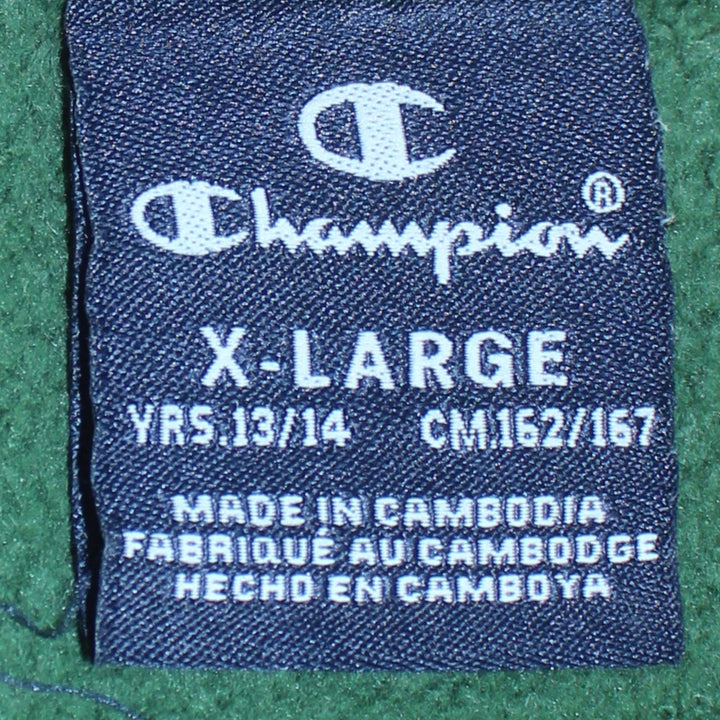 Champion®
X-LARGE
YRS.13/14 CM.162/167
MADE IN CAMBODIA
FABRIQUÉ AU CAMBODGE
HECHO EN CAMBOYA